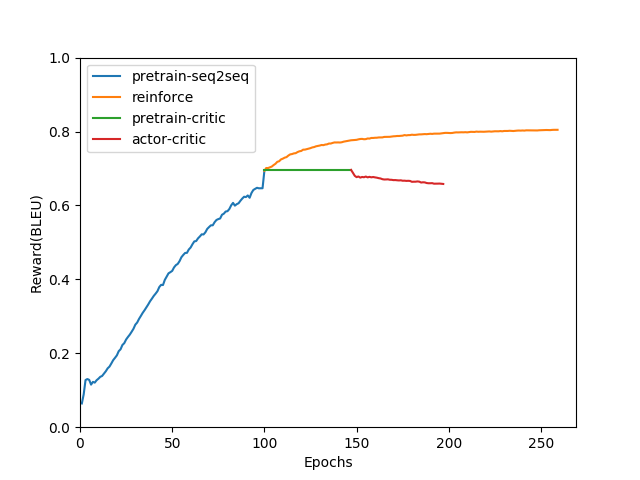 1.0
0.8
0.6
0.4
0.2
0.0
Reward(BLEU)
pretrain-seq2seq
reinforce
pretrain-critic
actor-critic
0 50 100 150 200 250
Epochs